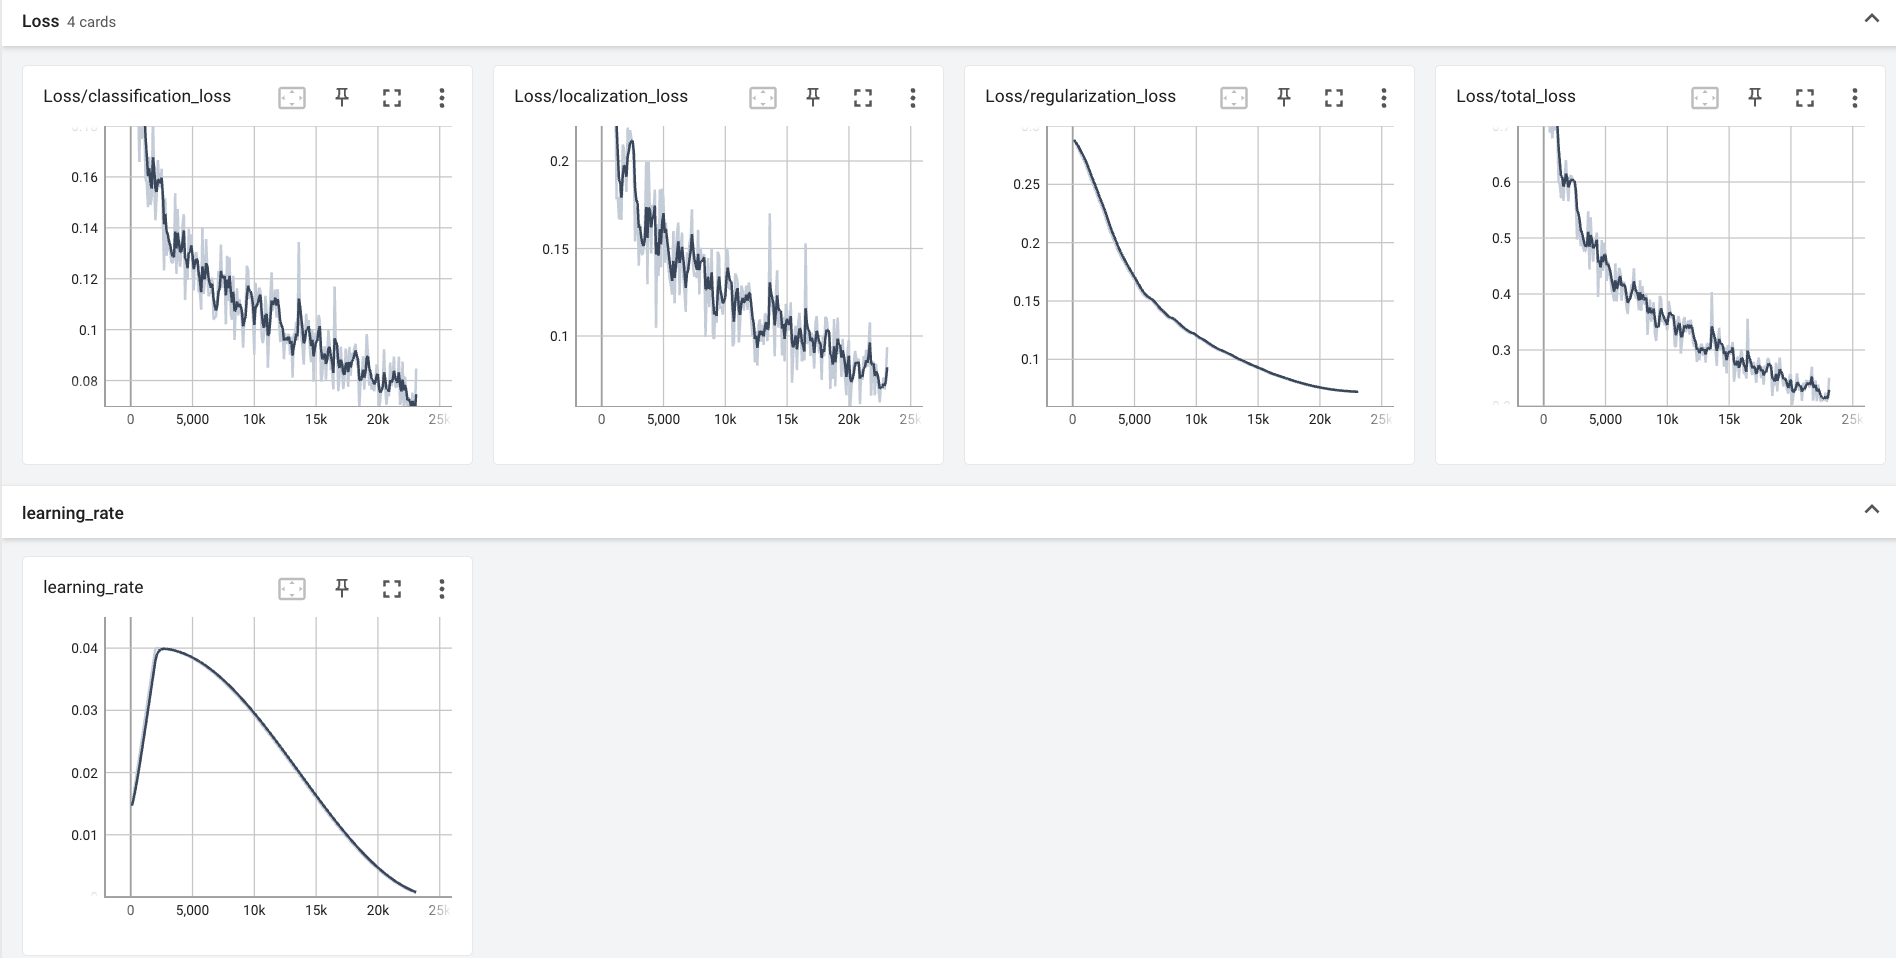 Loss 4 cards
Loss/classification_loss
0.16
0.14
0.12
0.1
0.08
0 5,000 10k 15k 20k 25k
Loss/localization_loss
0.2
0.15
0.1
0 5,000 10k 15k 20k 25k
Loss/regularization_loss
0.25
0.2
0.15
0.1
0 5,000 10k 15k 20k 25k
Loss/total_loss
0.6
0.5
0.4
0.3
0 5,000 10k 15k 20k 25k
learning_rate
learning_rate
0.04
0.03
0.02
0.01
0
0 5,000 10k 15k 20k 25k